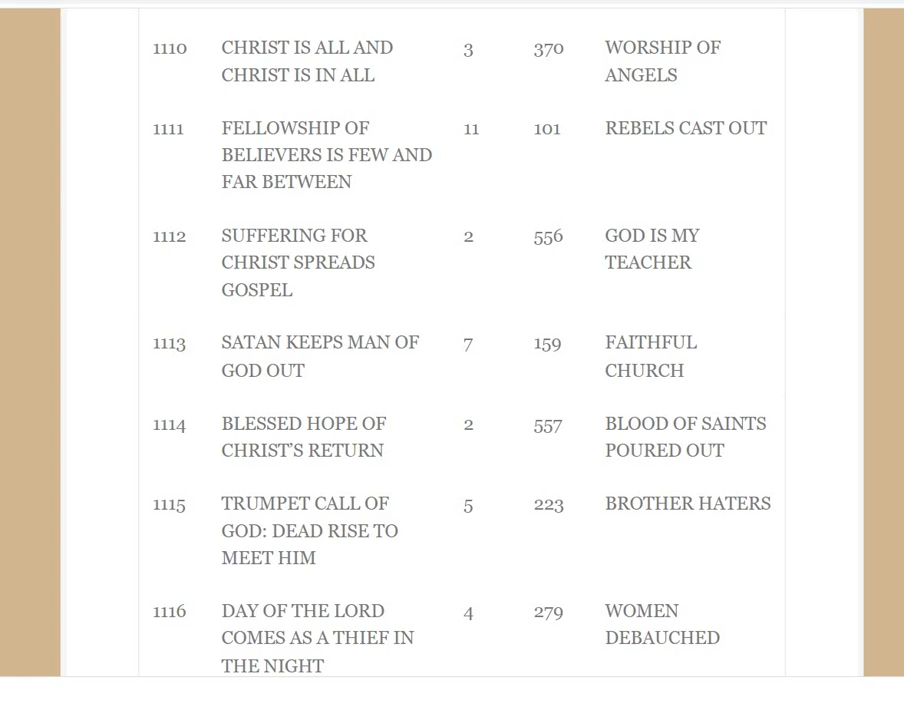 1110 CHRIST IS ALL AND 3 370 WORSHIP OF
CHRIST IS IN ALL ANGELS
1111 FELLOWSHIP OF 11 101 REBELS CAST OUT
BELIEVERS IS FEW AND
FAR BETWEEN
1112 SUFFERING FOR 2 556 GOD IS MY
CHRIST SPREADS TEACHER
GOSPEL
1113 SATAN KEEPS MAN OF 7 159 FAITHFUL
GOD OUT CHURCH
1114 BLESSED HOPE OF 2 557 BLOOD OF SAINTS
CHRIST’S RETURN POURED OUT
1115 TRUMPET CALL OF 5 223 BROTHER HATERS
GOD: DEAD RISE TO
MEET HIM
1116 DAY OF THE LORD 4 279 WOMEN
COMES AS A THIEF IN DEBAUCHED
THE NIGHT